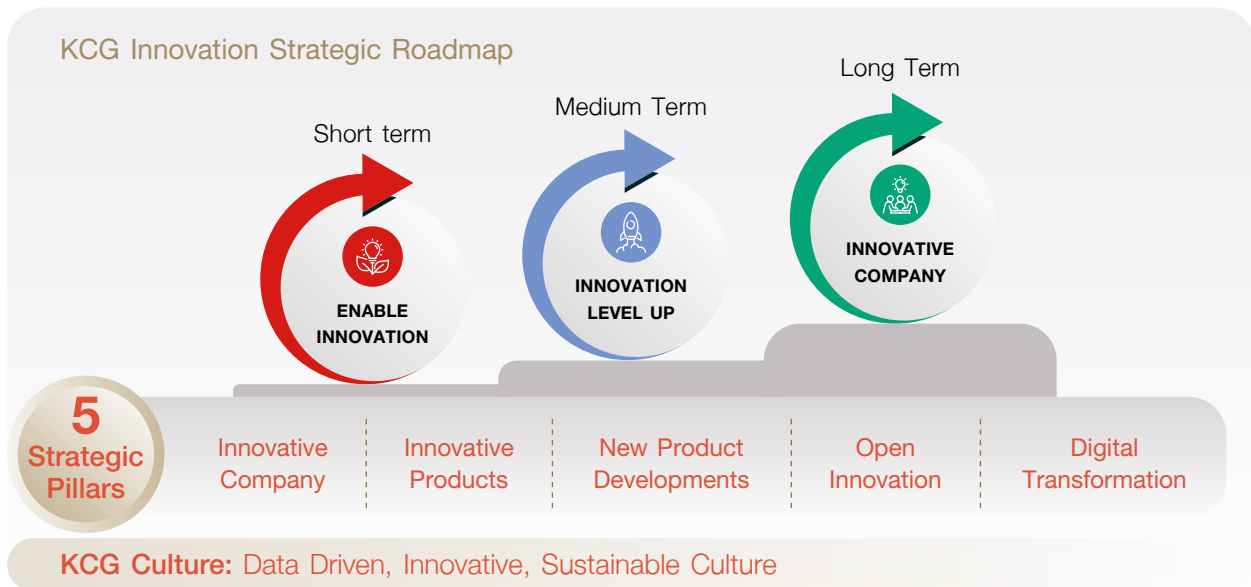 KCG Innovation Strategic Roadmap
Short term
Medium Term
Long Term
ENABLE
INNOVATION
INNOVATION
LEVEL UP
INNOVATIVE
COMPANY
5
Strategic
Pillars
Innovative
Company
Innovative
Products
New Product
Developments
Open
Innovation
Digital
Transformation
KCG Culture: Data Driven, Innovative, Sustainable Culture